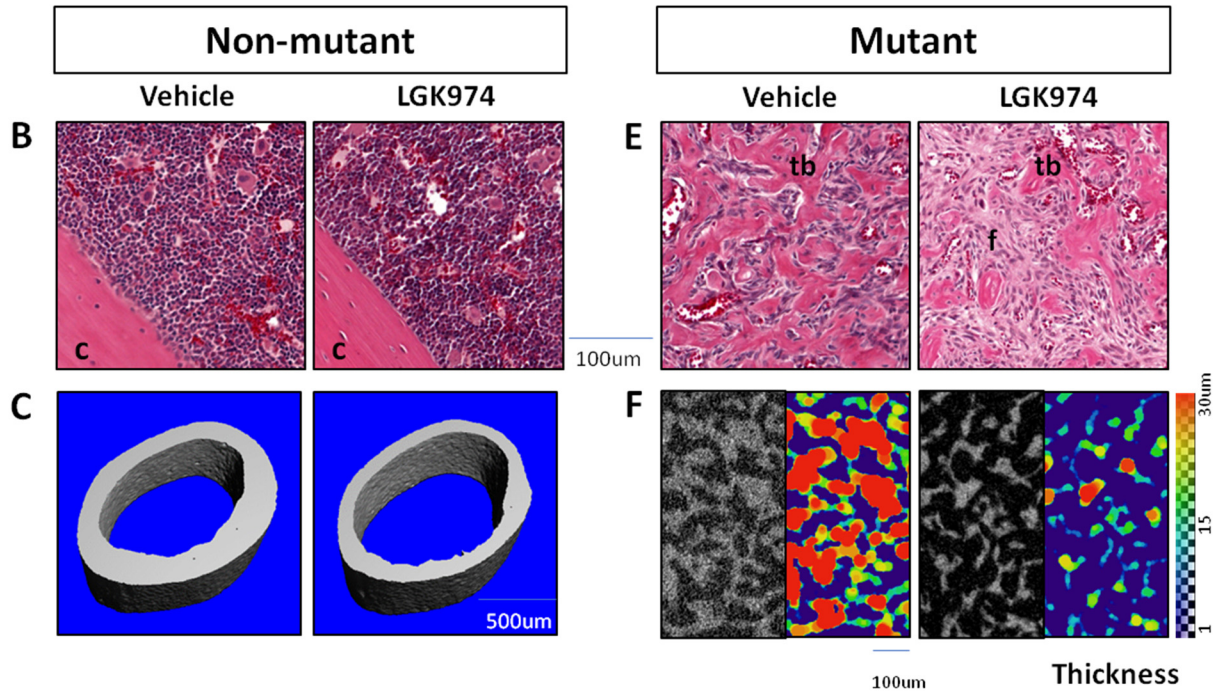 Non-mutant
Mutant
Vehicle
LGK974
Vehicle
LGK974
B
c
c
100um
E
tb
tb
f
C
500um
F
30um
15
1
100um
Thickness